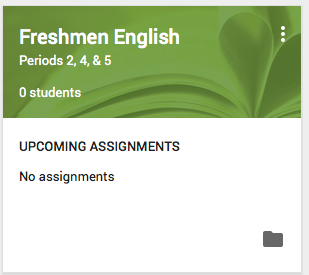 Freshmen English
Periods 2, 4, & 5
0 students
UPCOMING ASSIGNMENTS
No assignments